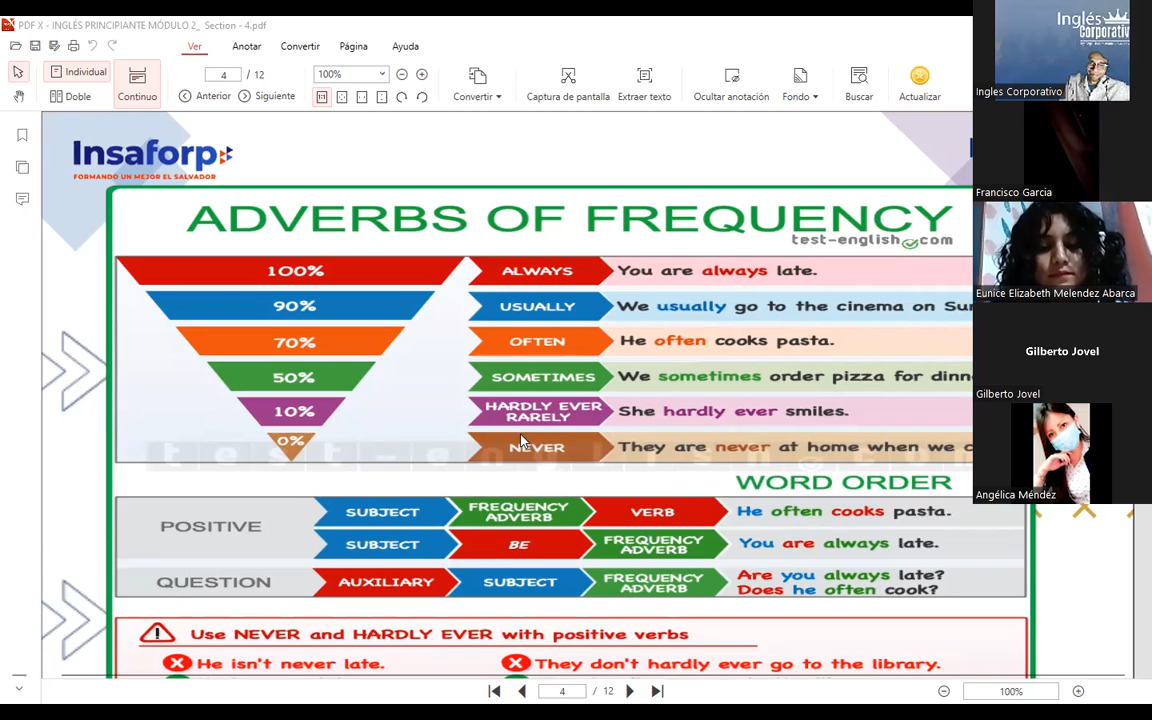 PDF X - INGLÉS PRINCIPIANTE MÓDULO 2_ Section - 4.pdf
Ver Anotar Convertir Página Ayuda
Individual
Doble
Continuo
4 / 12
Anterior Siguiente
100%
Convertir
Captura de pantalla
Extraer texto
Ocultar anotación
Fondo
Buscar
Actualizar
Insaforp
FORMANDO UN MEJOR EL SALVADOR
ADVERBS OF FREQUENCY
test-english.com
100% ALWAYS You are always late.
90% USUALLY We usually go to the cinema on Sun
70% OFTEN He often cooks pasta.
50% SOMETIMES We sometimes order pizza for dinn
10% HARDLY EVER RARELY She hardly ever smiles.
0% NEVER They are never at home when we c
test-english.com
WORD ORDER
POSITIVE
SUBJECT FREQUENCY ADVERB VERB He often cooks pasta.
SUBJECT BE FREQUENCY ADVERB You are always late.
QUESTION AUXILIARY SUBJECT FREQUENCY ADVERB Are you always late?
Does he often cook?
Use NEVER and HARDLY EVER with positive verbs
He isn't never late. They don't hardly ever go to the library.
4 / 12
100%
Inglés
Corporativo
Ingles Corporativo
Francisco Garcia
Eunice Elizabeth Melendez Abarca
Gilberto Jovel
Gilberto Jovel
Angélica Méndez